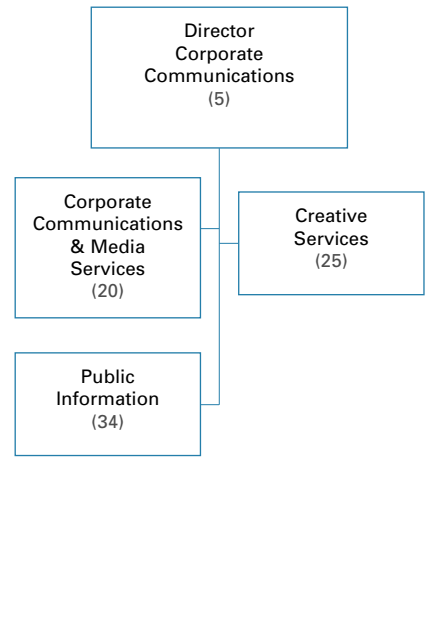 Director
Corporate
Communications
(5)
Corporate
Communications
& Media
Services
(20)
Creative
Services
(25)
Public
Information
(34)